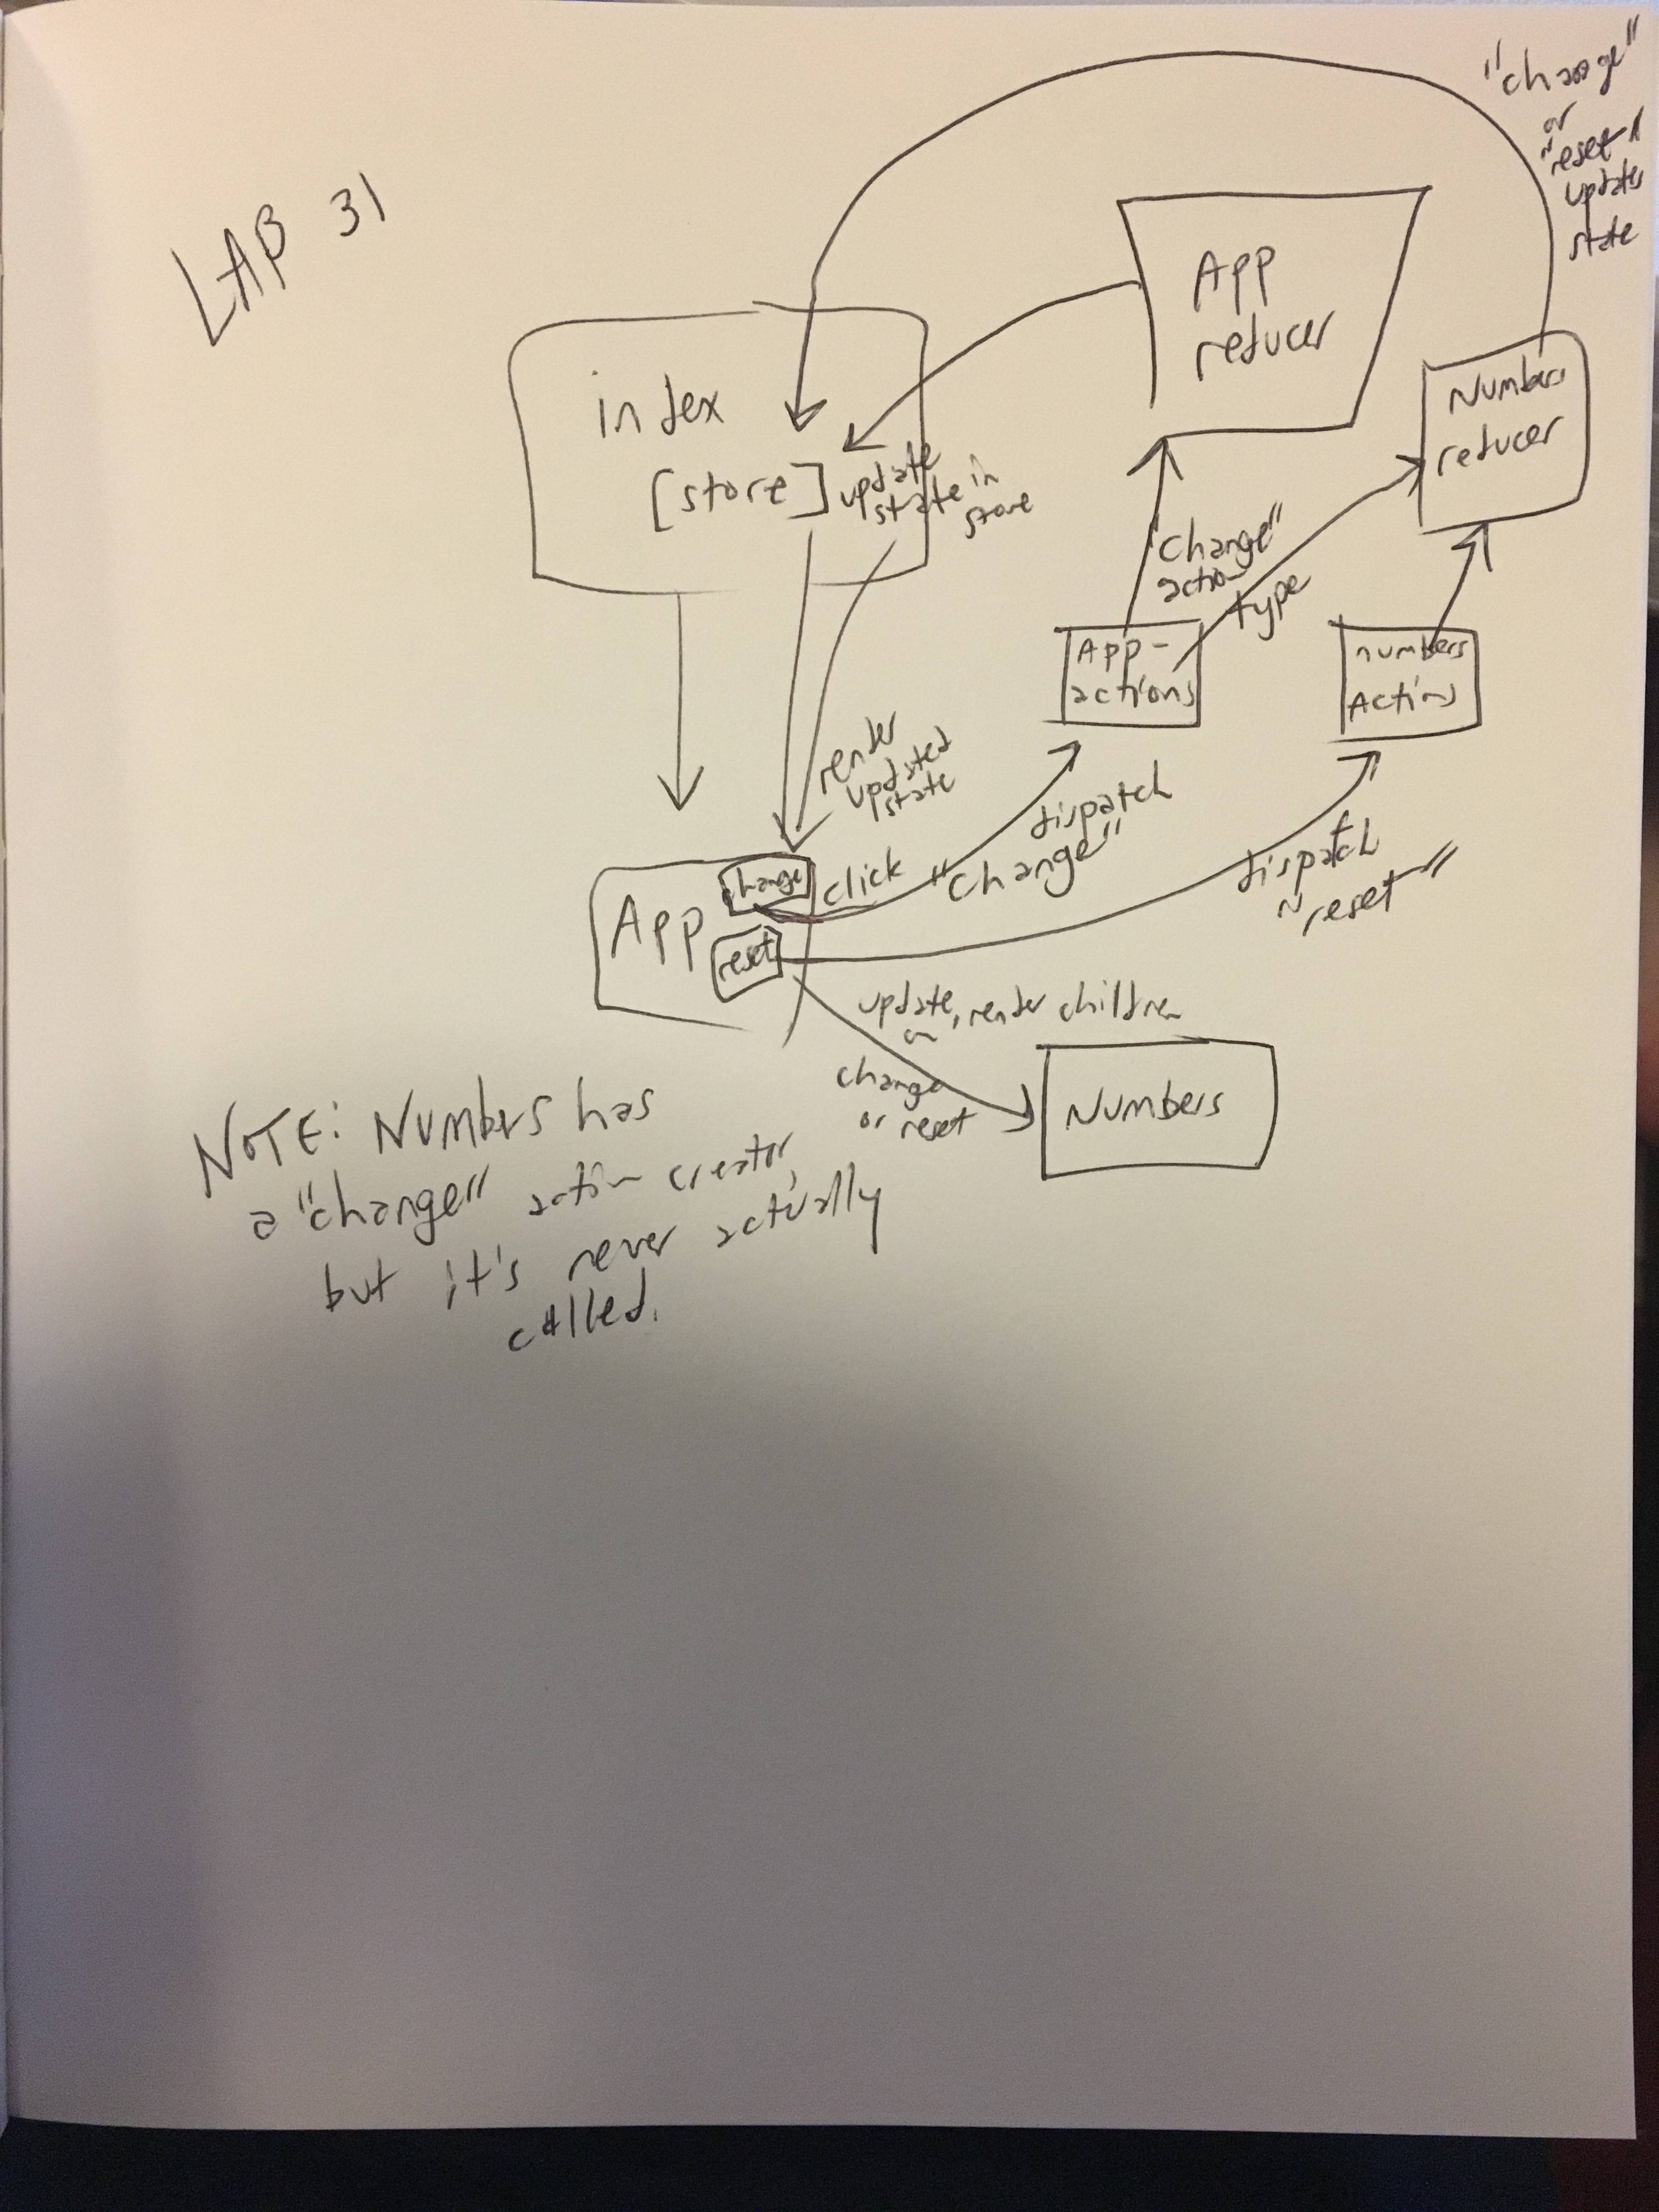 LAB 31
"change"
or
"reset"
updates
state
App
reducer
Numbers
reducer
index
[store]
update
state in
store
"change"
action
type
App-
actions
numbers
Actions
render
updated
state
dispatch
"change"
click
dispatch
"reset"
App
change
reset
update, render children
on
change
or reset
Numbers
NOTE: Numbers has
a "change" action creator,
but it's never actually
called.